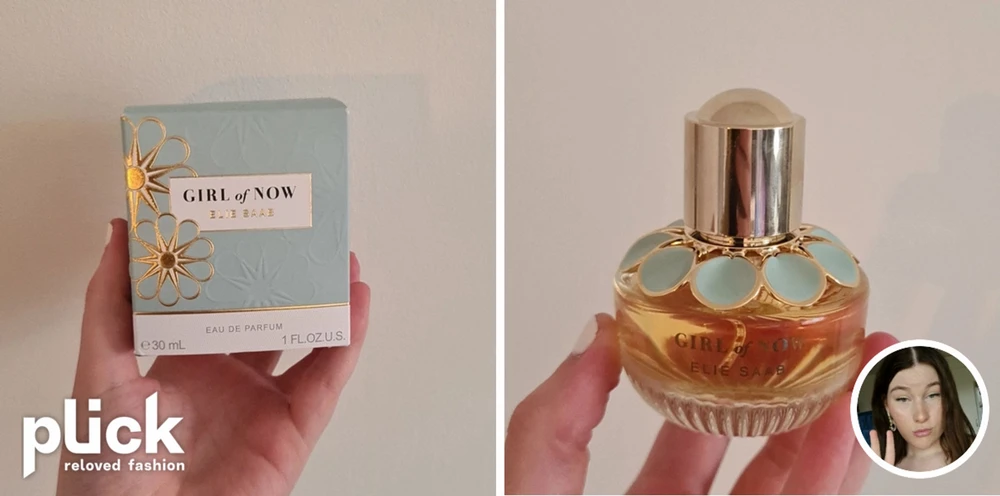 GIRL of NOW
ELIE SAAB
EAU DE PARFUM
℮30 mL
1 FL.OZ.U.S.
plick
reloved fashion
GIRL of NOW
ELIE SAAB